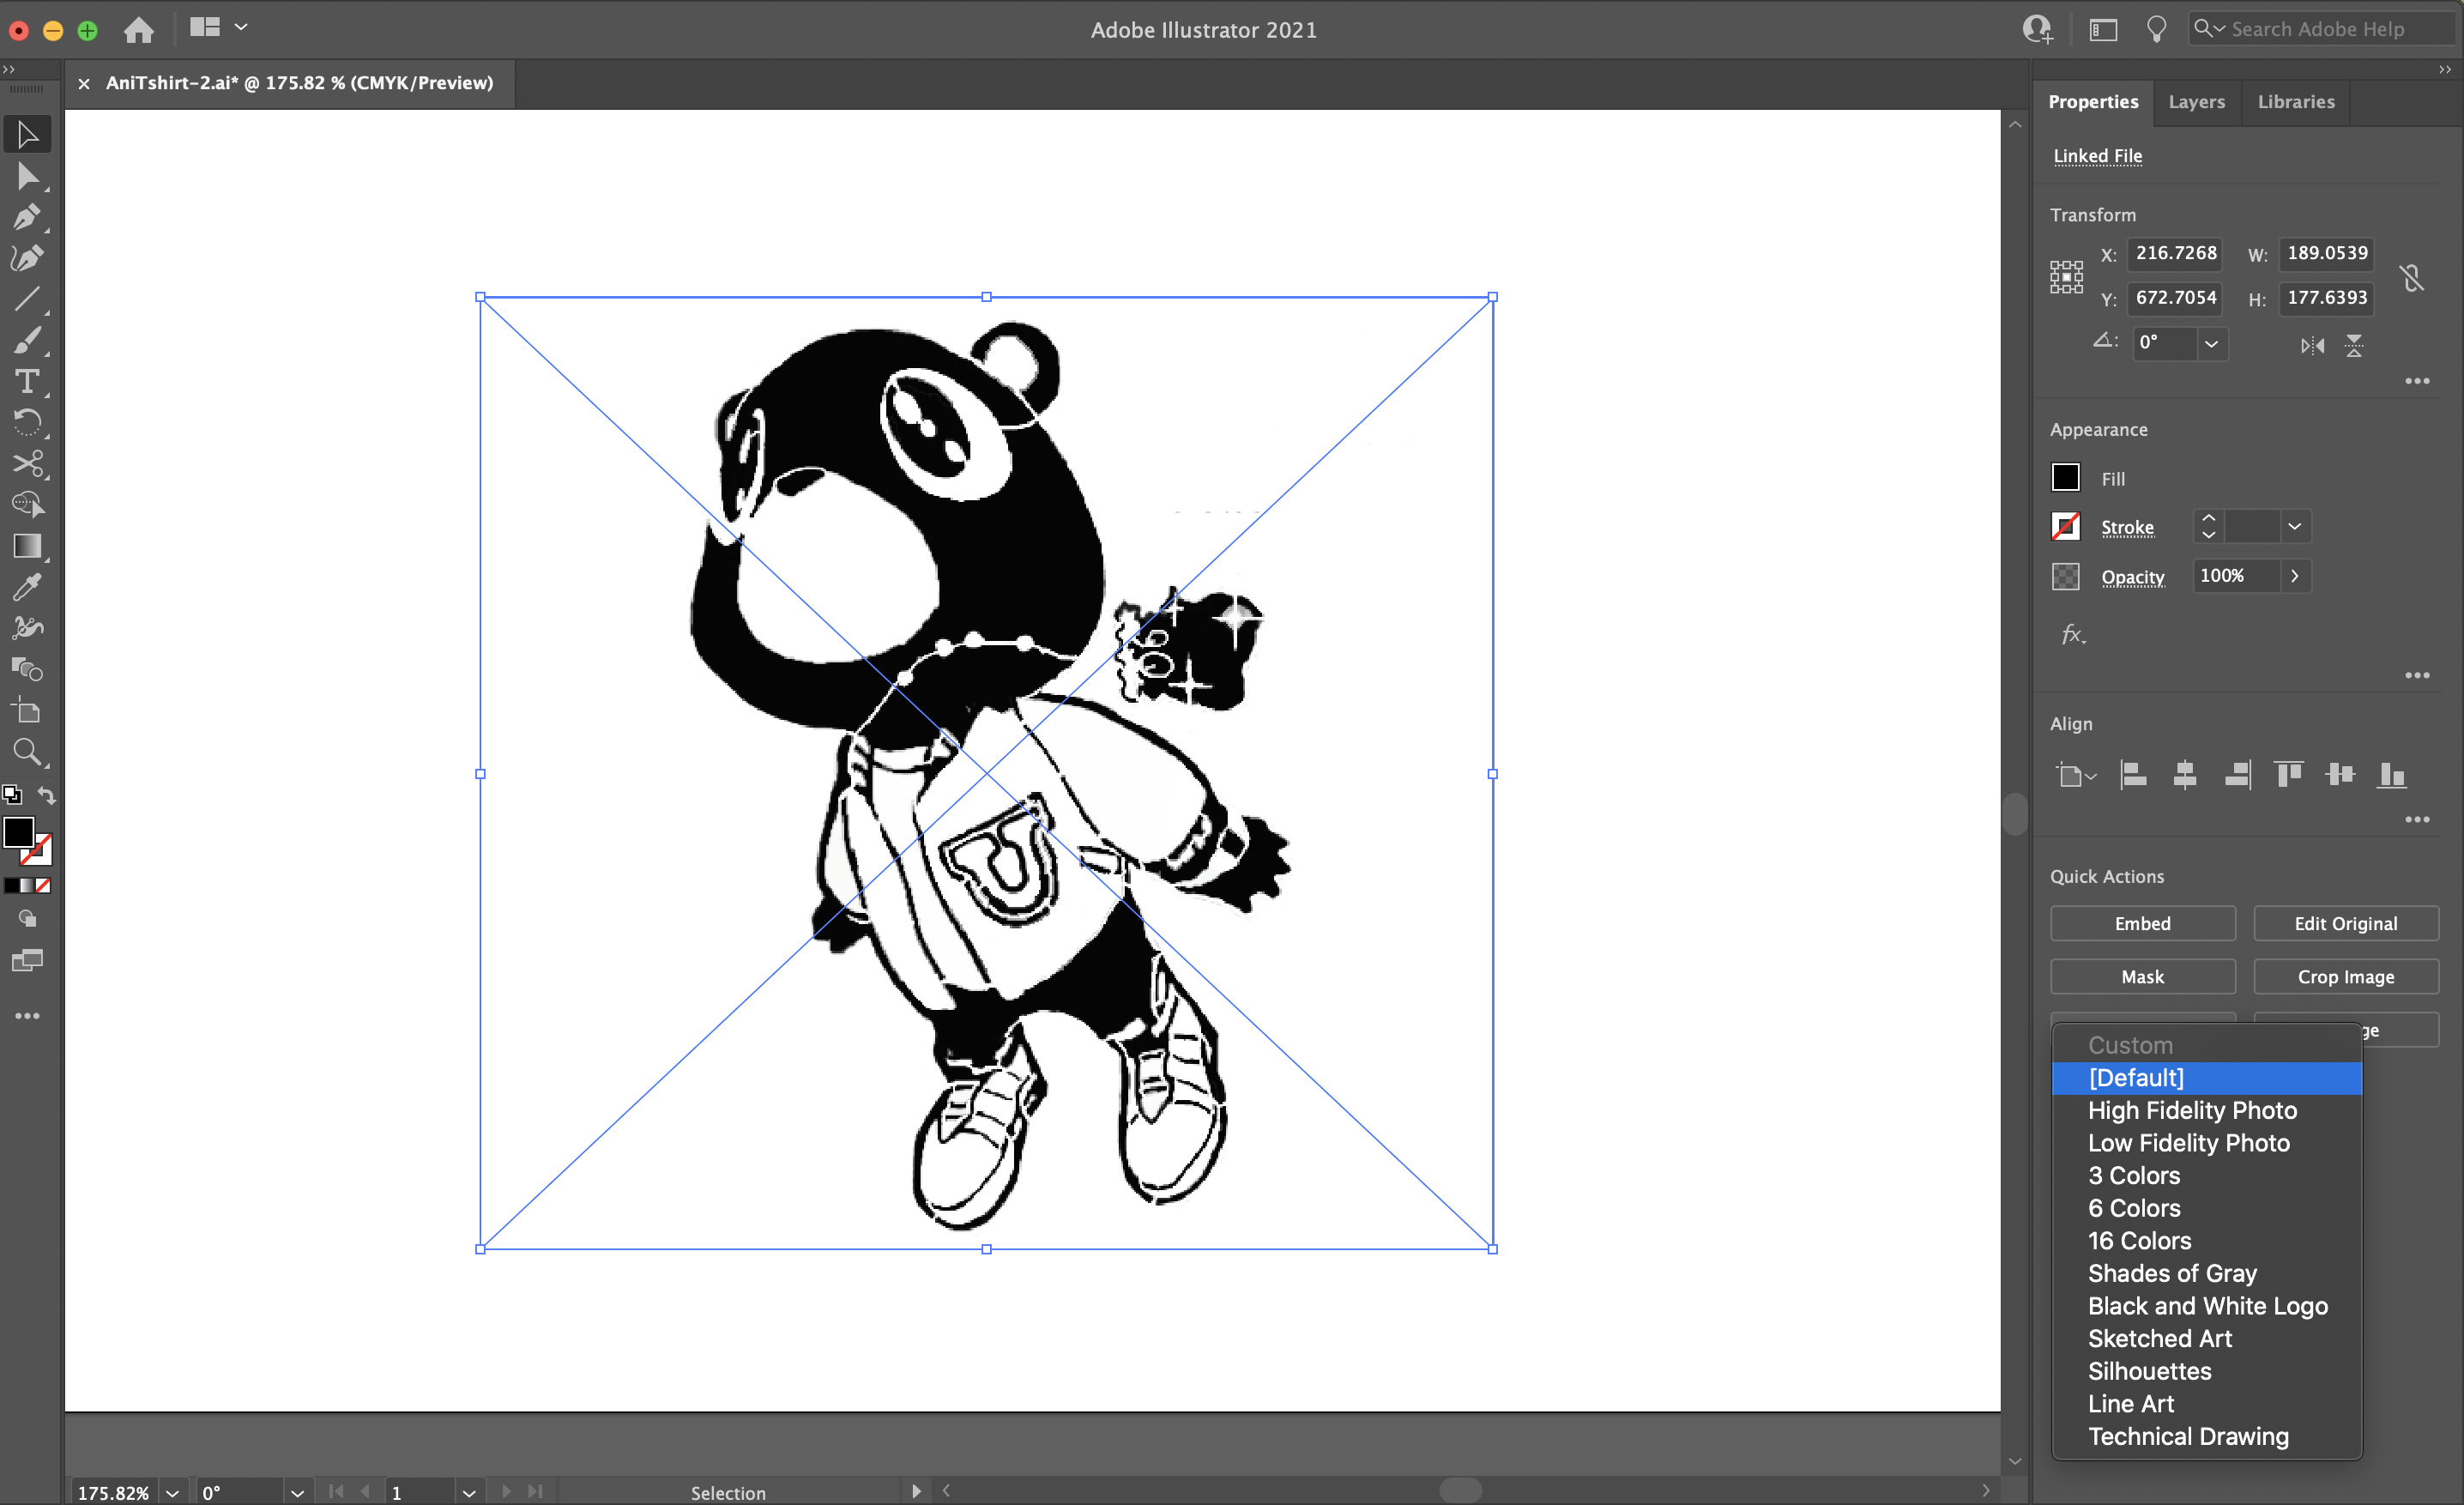 Adobe Illustrator 2021
Search Adobe Help
AniTshirt-2.ai* @ 175.82 % (CMYK/Preview)
Properties Layers Libraries
Linked File
Transform
X: 216.7268 W: 189.0539
Y: 672.7054 H: 177.6393
0°
Appearance
Fill
Stroke
Opacity 100%
fx
Align
Quick Actions
Embed Edit Original
Mask Crop Image
ge
Custom
[Default]
High Fidelity Photo
Low Fidelity Photo
3 Colors
6 Colors
16 Colors
Shades of Gray
Black and White Logo
Sketched Art
Silhouettes
Line Art
Technical Drawing
U
175.82% 0° 1 Selection